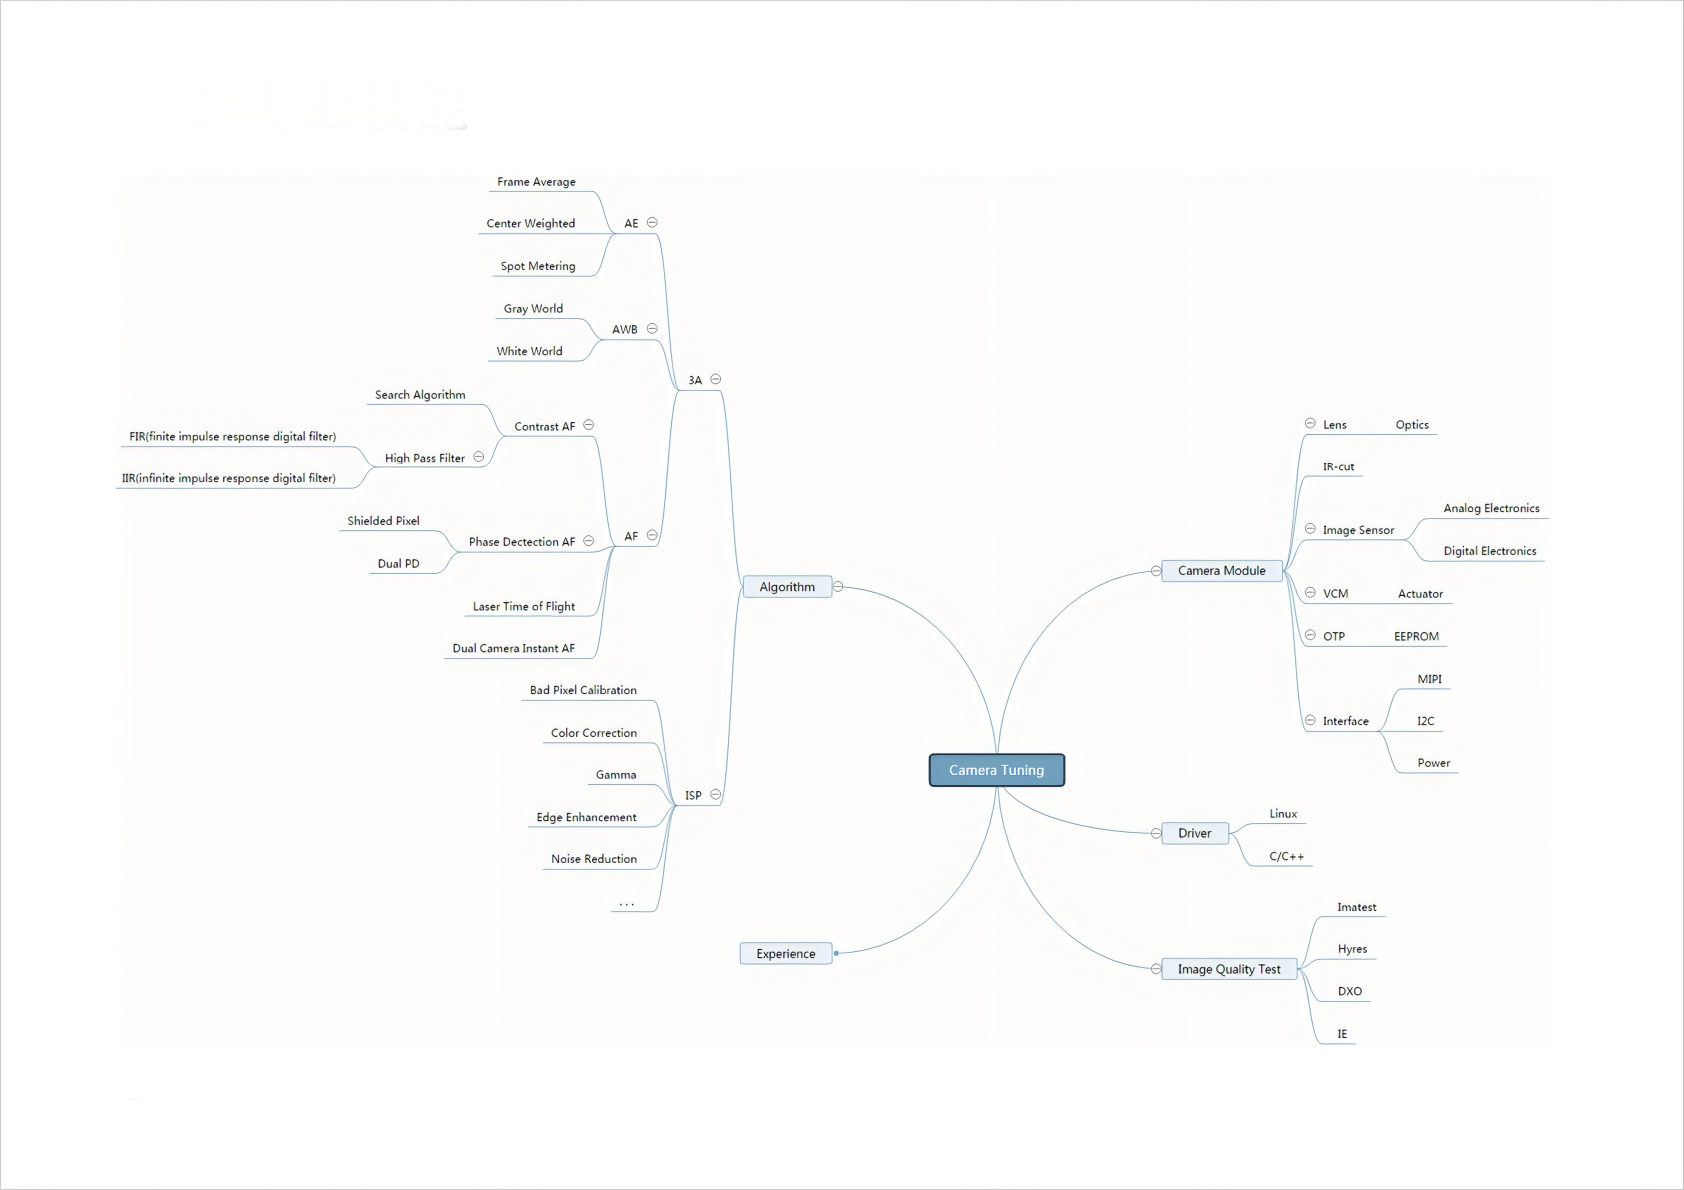 专业技能
Frame Average
Center Weighted
Spot Metering
AE
Gray World
White World
AWB
3A
Search Algorithm
Contrast AF
FIR(finite impulse response digital filter)
High Pass Filter
IIR(infinite impulse response digital filter)
Shielded Pixel
Phase Dectection AF
Dual PD
AF
Laser Time of Flight
Dual Camera Instant AF
Algorithm
Bad Pixel Calibration
Color Correction
Gamma
ISP
Edge Enhancement
Noise Reduction
...
Experience
Camera Tuning
Camera Module
Lens Optics
IR-cut
Image Sensor
Analog Electronics
Digital Electronics
VCM Actuator
OTP EEPROM
Interface
MIPI
I2C
Power
Driver
Linux
C/C++
Image Quality Test
Imatest
Hyres
DXO
IE